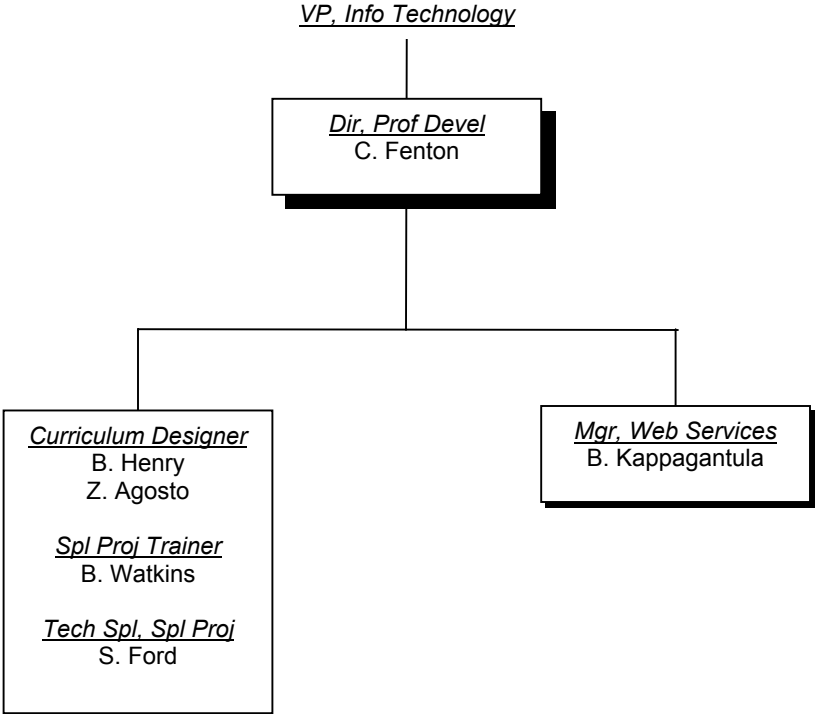 VP, Info Technology
Dir, Prof Devel
C. Fenton
Curriculum Designer
B. Henry
Z. Agosto
Spl Proj Trainer
B. Watkins
Tech Spl, Spl Proj
S. Ford
Mgr, Web Services
B. Kappagantula